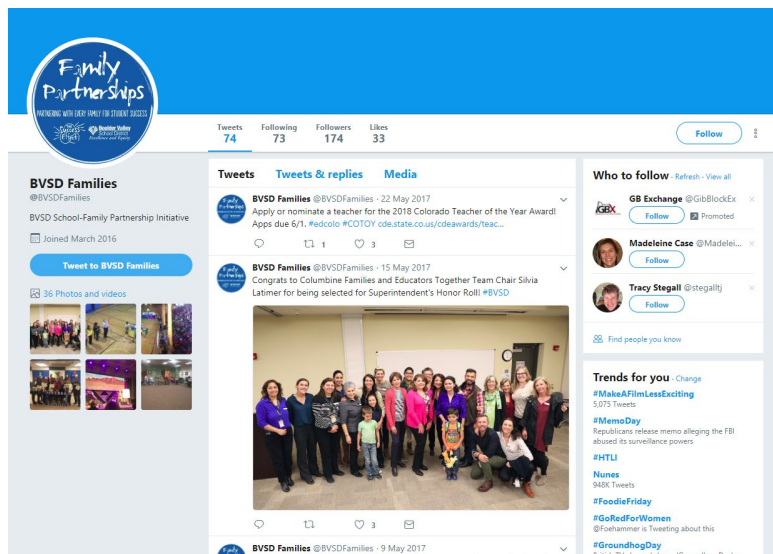 Family
Partnerships
PARTNERING WITH EVERY FAMILY FOR STUDENT SUCCESS
Success Effect
Boulder Valley
School District
Excellence and Equity
Tweets Following Followers Likes
74 73 174 33
Follow
BVSD Families
@BVSDFamilies
BVSD School-Family Partnership Initiative
Joined March 2016
Tweet to BVSD Families
36 Photos and videos
Tweets Tweets & replies Media
BVSD Families @BVSDFamilies · 22 May 2017
Apply or nominate a teacher for the 2018 Colorado Teacher of the Year Award!
Apps due 6/1. #edcolo #COTOY cde.state.co.us/cdeawards/teac...
1 3
BVSD Families @BVSDFamilies · 15 May 2017
Congrats to Columbine Families and Educators Together Team Chair Silvia
Latimer for being selected for Superintendent's Honor Roll! #BVSD
3
BVSD Families @BVSDFamilies · 9 May 2017
Who to follow · Refresh · View all
GBX
GB Exchange @GibBlockEx
Follow Promoted
Madeleine Case @Madelei...
Follow
Tracy Stegall @stegalltj
Follow
Find people you know
Trends for you · Change
#MakeAFilmLessExciting
5,075 Tweets
#MemoDay
Republicans release memo alleging the FBI
abused its surveillance powers
#HTLI
Nunes
948K Tweets
#FoodieFriday
#GoRedForWomen
@Foehammer is Tweeting about this
#GroundhogDay